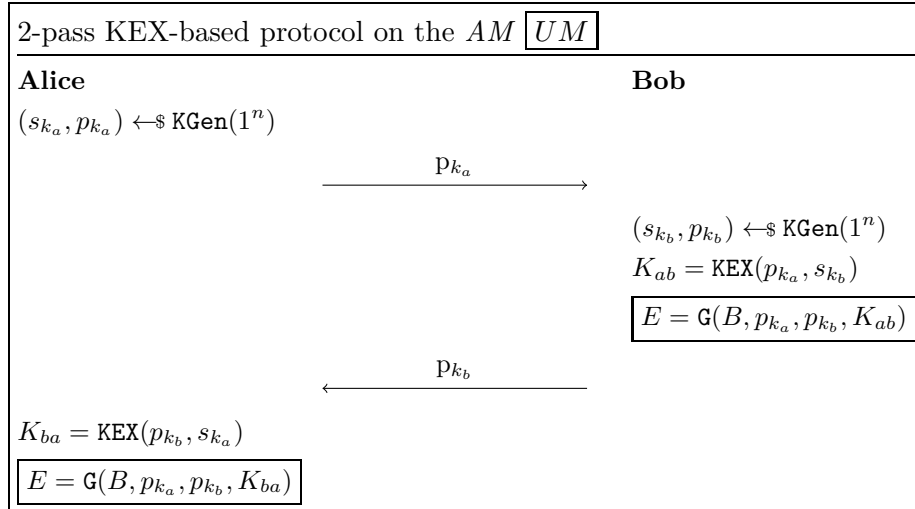 2-pass KEX-based protocol on the AM UM
Alice Bob
(s_{k_a}, p_{k_a}) ←$ KGen(1^n)
p_{k_a}
(s_{k_b}, p_{k_b}) ←$ KGen(1^n)
K_{ab} = KEX(p_{k_a}, s_{k_b})
E = G(B, p_{k_a}, p_{k_b}, K_{ab})
p_{k_b}
K_{ba} = KEX(p_{k_b}, s_{k_a})
E = G(B, p_{k_a}, p_{k_b}, K_{ba})